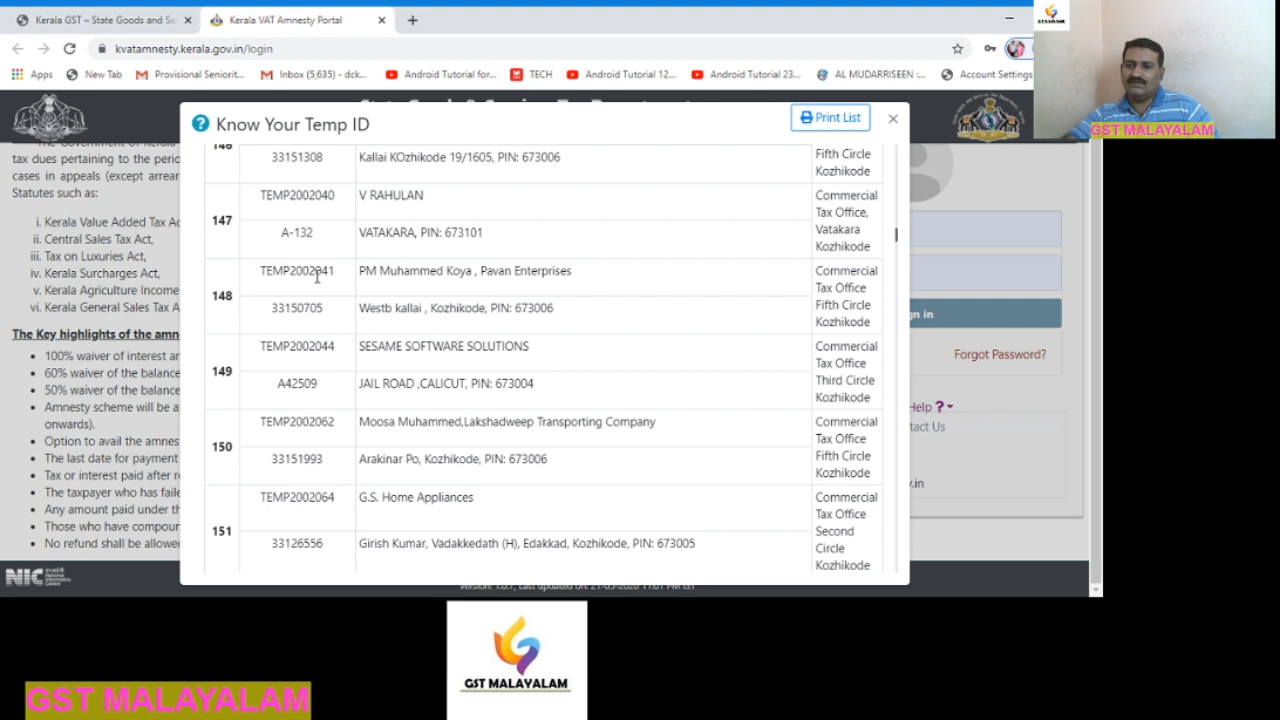 Kerala GST – State Goods and Se
Kerala VAT Amnesty Portal
kvatamnesty.kerala.gov.in/login
Apps
New Tab
Provisional Seniorit...
Inbox (5,635) - dck...
Android Tutorial for...
TECH
Android Tutorial 12...
Android Tutorial 23...
AL MUDARRISEEN :...
Account Settings
GST MALAYALAM
Know Your Temp ID
Print List
tax dues pertaining to the perio
cases in appeals (except arrear
Statutes such as:
i. Kerala Value Added Tax Ac
ii. Central Sales Tax Act,
iii. Tax on Luxuries Act,
iv. Kerala Surcharges Act,
v. Kerala Agriculture Income
vi. Kerala General Sales Tax A
The Key highlights of the amn
100% waiver of interest ar
60% waiver of the balance
50% waiver of the balance
Amnesty scheme will be a
onwards).
Option to avail the amnes
The last date for payment
Tax or interest paid after r
The taxpayer who has faile
Any amount paid under th
Those who have compour
No refund shall be allowe
146
33151308
Kallai KOzhikode 19/1605, PIN: 673006
Fifth Circle
Kozhikode
147
TEMP2002040
V RAHULAN
A-132
VATAKARA, PIN: 673101
Commercial
Tax Office,
Vatakara
Kozhikode
148
TEMP2002041
PM Muhammed Koya , Pavan Enterprises
33150705
Westb kallai , Kozhikode, PIN: 673006
Commercial
Tax Office
Fifth Circle
Kozhikode
149
TEMP2002044
SESAME SOFTWARE SOLUTIONS
A42509
JAIL ROAD ,CALICUT, PIN: 673004
Commercial
Tax Office
Third Circle
Kozhikode
150
TEMP2002062
Moosa Muhammed,Lakshadweep Transporting Company
33151993
Arakinar Po, Kozhikode, PIN: 673006
Commercial
Tax Office
Fifth Circle
Kozhikode
151
TEMP2002064
G.S. Home Appliances
33126556
Girish Kumar, Vadakkedath (H), Edakkad, Kozhikode, PIN: 673005
Commercial
Tax Office
Second
Circle
Kozhikode
gn in
Forgot Password?
Help ?
tact Us
y.in
NIC
National
Informatics
Centre
GST MALAYALAM
GST MALAYALAM